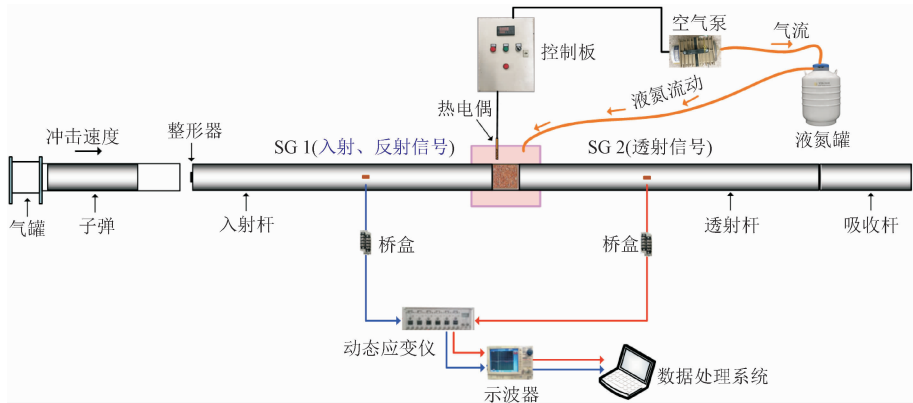 空气泵
气流
控制板
液氮流动
热电偶
液氮罐
冲击速度
整形器
SG 1(入射、反射信号)
SG 2(透射信号)
气罐
子弹
入射杆
透射杆
吸收杆
桥盒
桥盒
动态应变仪
示波器
数据处理系统